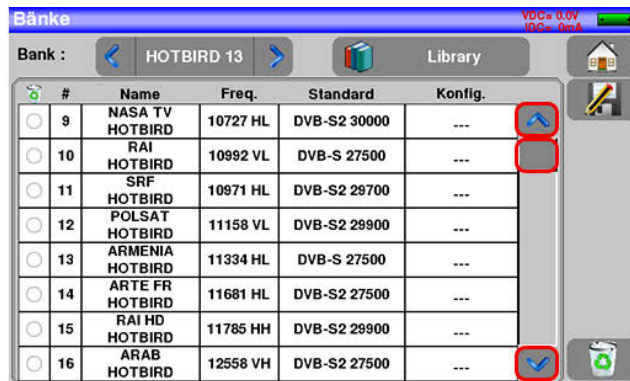 Bänke
VDC= 0.0V
IDC= 0mA
Bank : HOTBIRD 13 Library
# Name Freq. Standard Konfig.
9 NASA TV HOTBIRD 10727 HL DVB-S2 30000 ---
10 RAI HOTBIRD 10992 VL DVB-S 27500 ---
11 SRF HOTBIRD 10971 HL DVB-S2 29700 ---
12 POLSAT HOTBIRD 11158 VL DVB-S2 29900 ---
13 ARMENIA HOTBIRD 11334 HL DVB-S 27500 ---
14 ARTE FR HOTBIRD 11681 HL DVB-S2 27500 ---
15 RAI HD HOTBIRD 11785 HH DVB-S2 29900 ---
16 ARAB HOTBIRD 12558 VH DVB-S2 27500 ---